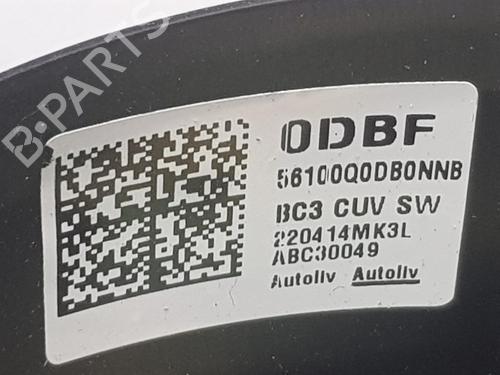 B-PARTS
0DBF
56100Q0DB0NNB
BC3 CUV SW
220414MK3L
ABC30049
Autoliv Autoliv